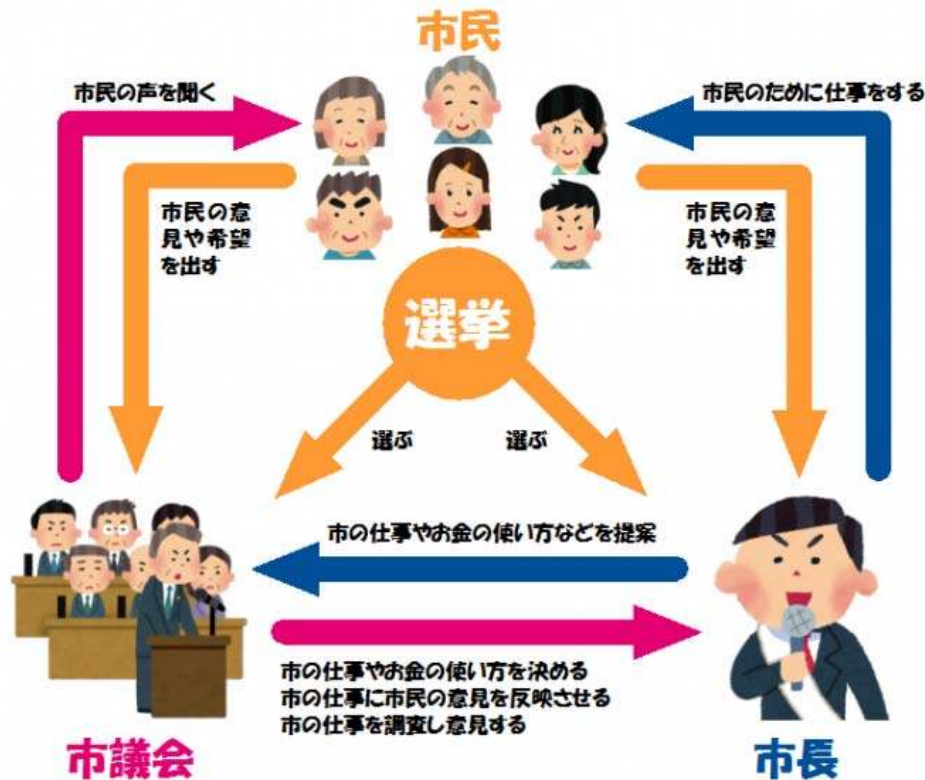 市民
市民の声を聞く
市民のために仕事をする
市民の意
見や希望
を出す
市民の意
見や希望
を出す
選挙
選ぶ
選ぶ
市の仕事やお金の使い方などを提案
市の仕事やお金の使い方を決める
市の仕事に市民の意見を反映させる
市の仕事を調査し意見する
市議会
市長